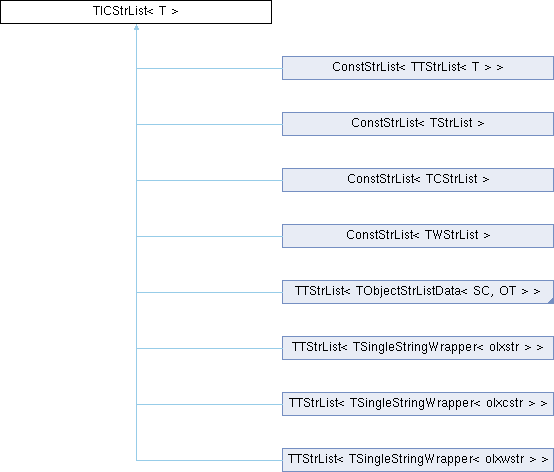 TICStrList< T >
ConstStrList< TTStrList< T > >
ConstStrList< TStrList >
ConstStrList< TCStrList >
ConstStrList< TWStrList >
TTStrList< TObjectStrListData< SC, OT > >
TTStrList< TSingleStringWrapper< olxstr > >
TTStrList< TSingleStringWrapper< olxcstr > >
TTStrList< TSingleStringWrapper< olxwstr > >